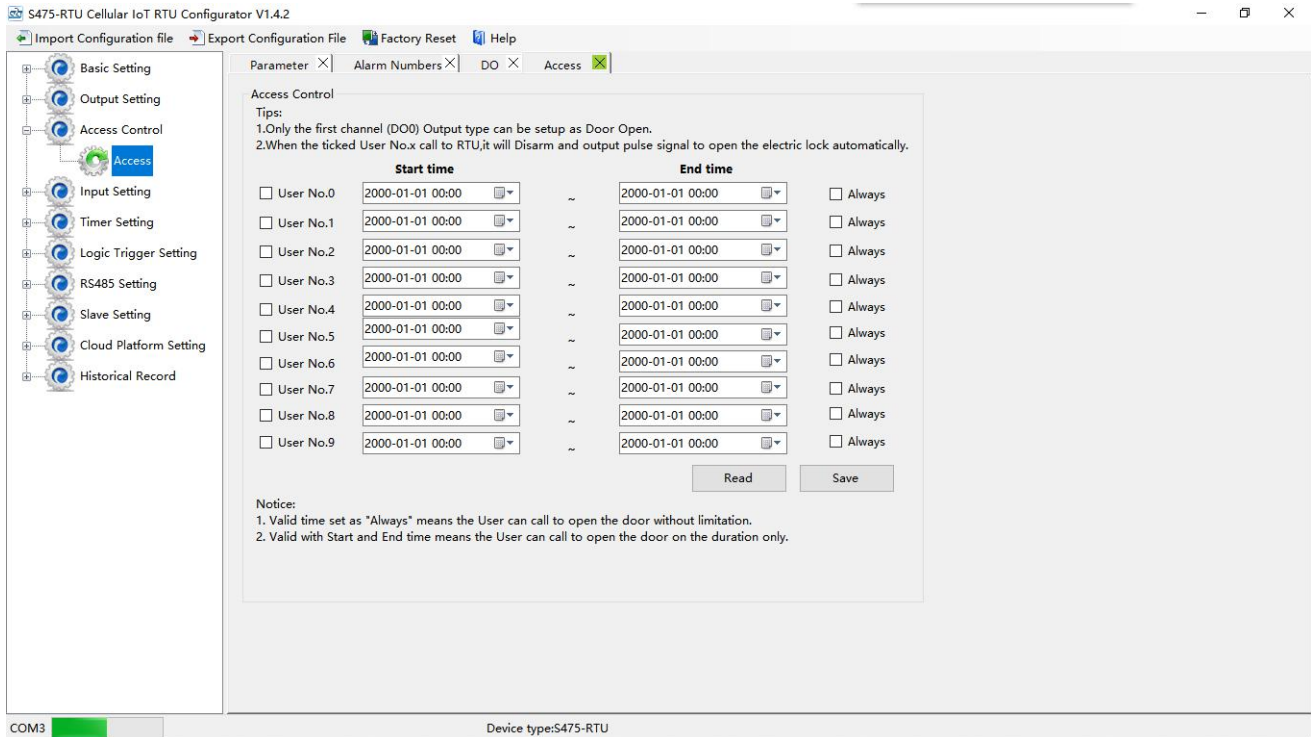 S475-RTU Cellular IoT RTU Configurator V1.4.2
Import Configuration file Export Configuration File Factory Reset Help
Basic Setting
Output Setting
Access Control
Access
Input Setting
Timer Setting
Logic Trigger Setting
RS485 Setting
Slave Setting
Cloud Platform Setting
Historical Record
Parameter Alarm Numbers DO Access
Access Control
Tips:
1.Only the first channel (DO0) Output type can be setup as Door Open.
2.When the ticked User No.x call to RTU,it will Disarm and output pulse signal to open the electric lock automatically.
Start time End time
User No.0 2000-01-01 00:00 ~ 2000-01-01 00:00 Always
User No.1 2000-01-01 00:00 ~ 2000-01-01 00:00 Always
User No.2 2000-01-01 00:00 ~ 2000-01-01 00:00 Always
User No.3 2000-01-01 00:00 ~ 2000-01-01 00:00 Always
User No.4 2000-01-01 00:00 ~ 2000-01-01 00:00 Always
User No.5 2000-01-01 00:00 ~ 2000-01-01 00:00 Always
User No.6 2000-01-01 00:00 ~ 2000-01-01 00:00 Always
User No.7 2000-01-01 00:00 ~ 2000-01-01 00:00 Always
User No.8 2000-01-01 00:00 ~ 2000-01-01 00:00 Always
User No.9 2000-01-01 00:00 ~ 2000-01-01 00:00 Always
Read Save
Notice:
1. Valid time set as "Always" means the User can call to open the door without limitation.
2. Valid with Start and End time means the User can call to open the door on the duration only.
COM3 Device type:S475-RTU